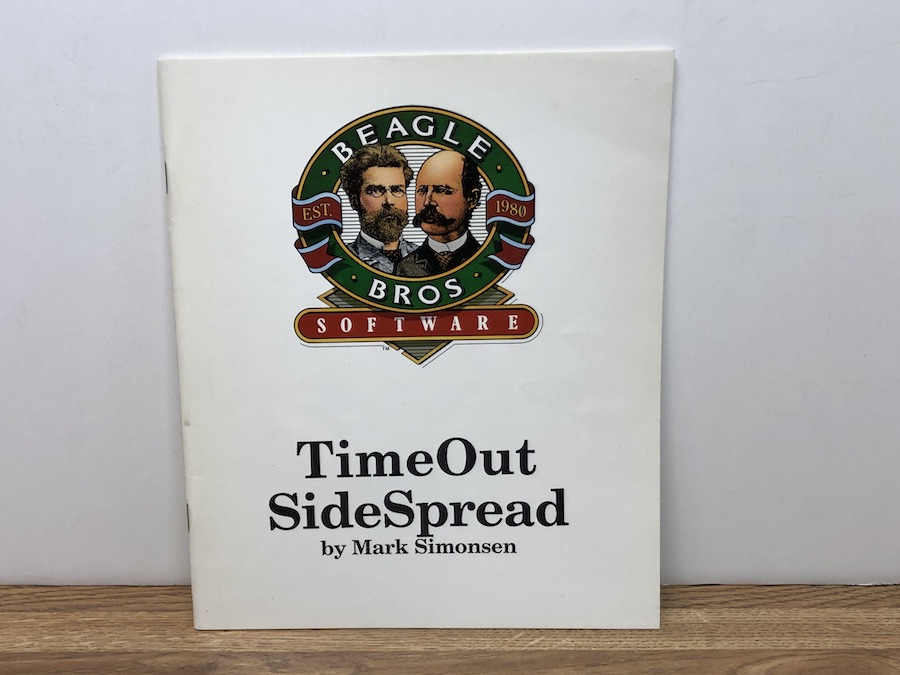 BEAGLE
EST. 1980
BROS
SOFTWARE
TM
TimeOut
SideSpread
by Mark Simonsen